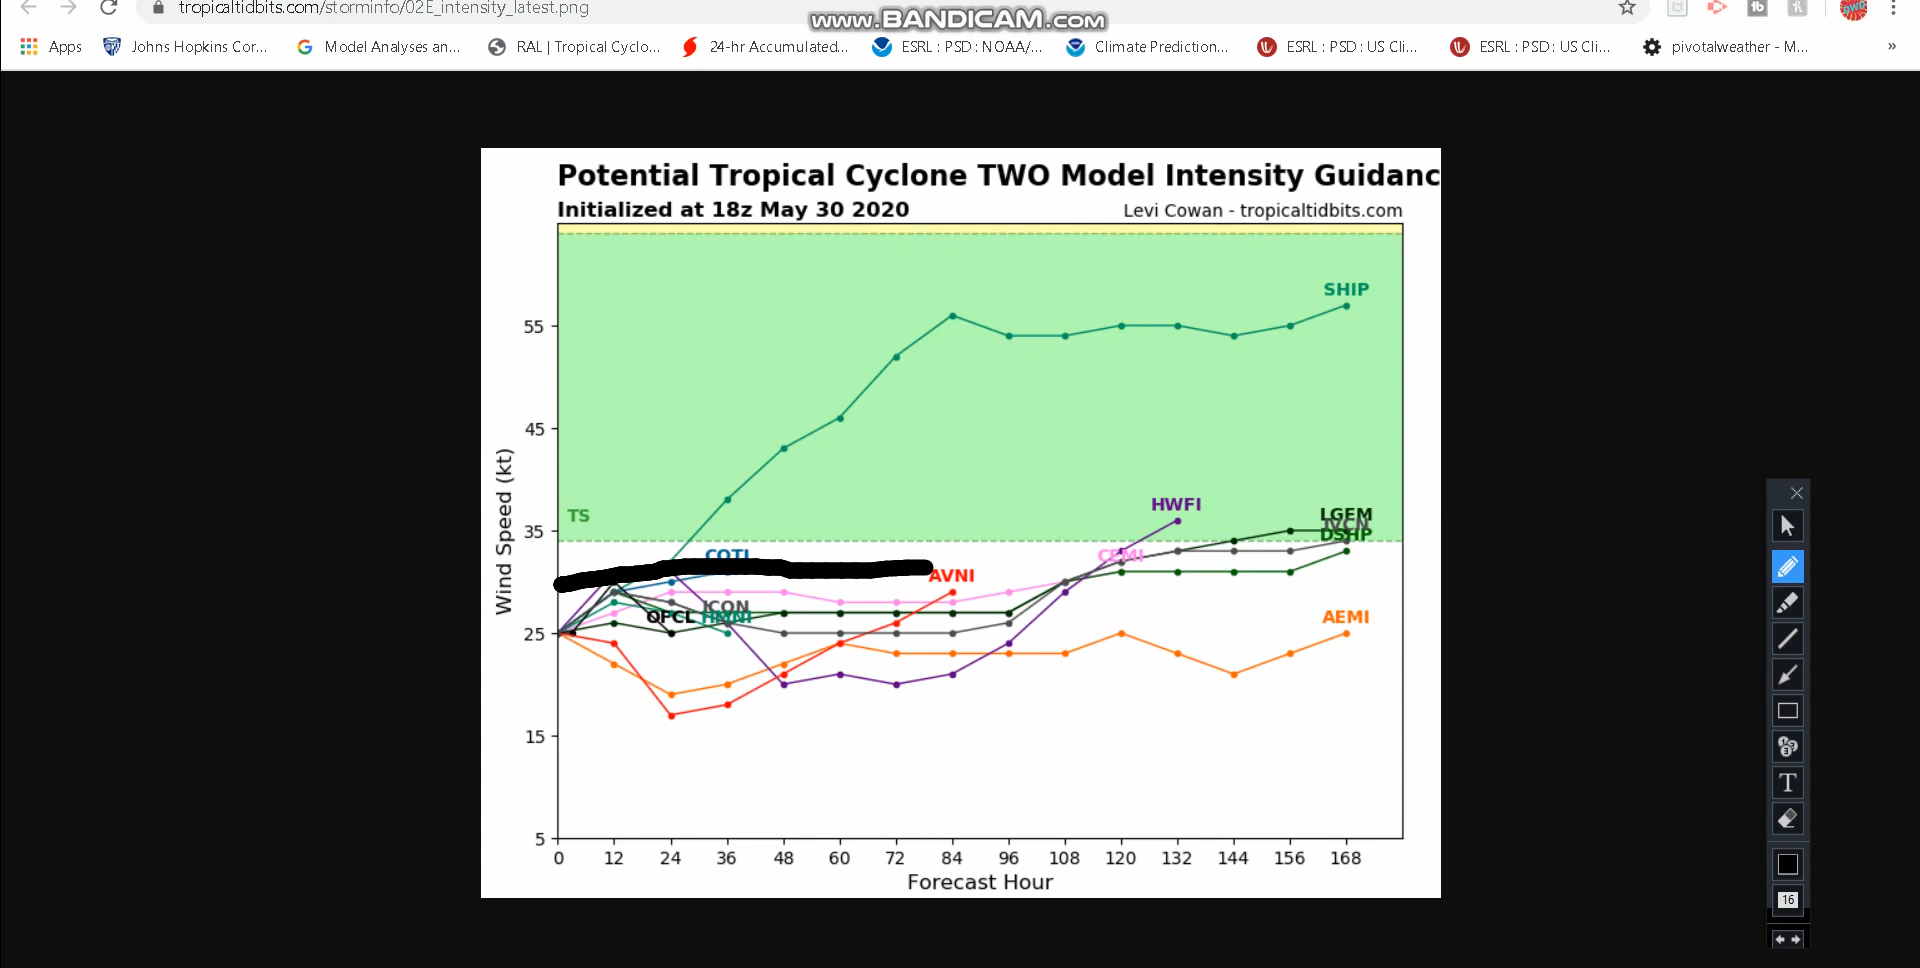 tropicaltidbits.com/storminfo/02E_intensity_latest.png
www.BANDICAM.com
Apps Johns Hopkins Cor... Model Analyses an... RAL | Tropical Cyclo... 24-hr Accumulated... ESRL : PSD : NOAA/... Climate Prediction... ESRL : PSD : US Cli... ESRL : PSD : US Cli... pivotalweather - M... »
Potential Tropical Cyclone TWO Model Intensity Guidanc
Initialized at 18z May 30 2020 Levi Cowan - tropicaltidbits.com
SHIP
55
45
Wind Speed (kt)
TS
HWFI
LGEM
IVCN
DSHP
35
COTI
CEMI
AVNI
ICON
OFCL HMNI
AEMI
25
15
5
0 12 24 36 48 60 72 84 96 108 120 132 144 156 168
Forecast Hour
T
16